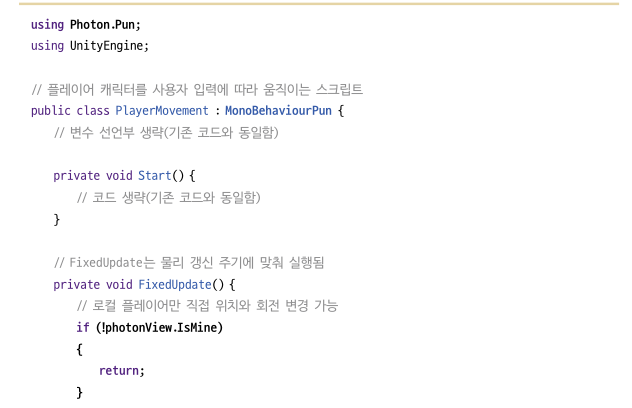 using Photon.Pun;
using UnityEngine;
// 플레이어 캐릭터를 사용자 입력에 따라 움직이는 스크립트
public class PlayerMovement : MonoBehaviourPun {
// 변수 선언부 생략(기존 코드와 동일함)
private void Start() {
// 코드 생략(기존 코드와 동일함)
}
// FixedUpdate는 물리 갱신 주기에 맞춰 실행됨
private void FixedUpdate() {
// 로컬 플레이어만 직접 위치와 회전 변경 가능
if (!photonView.IsMine)
{
return;
}